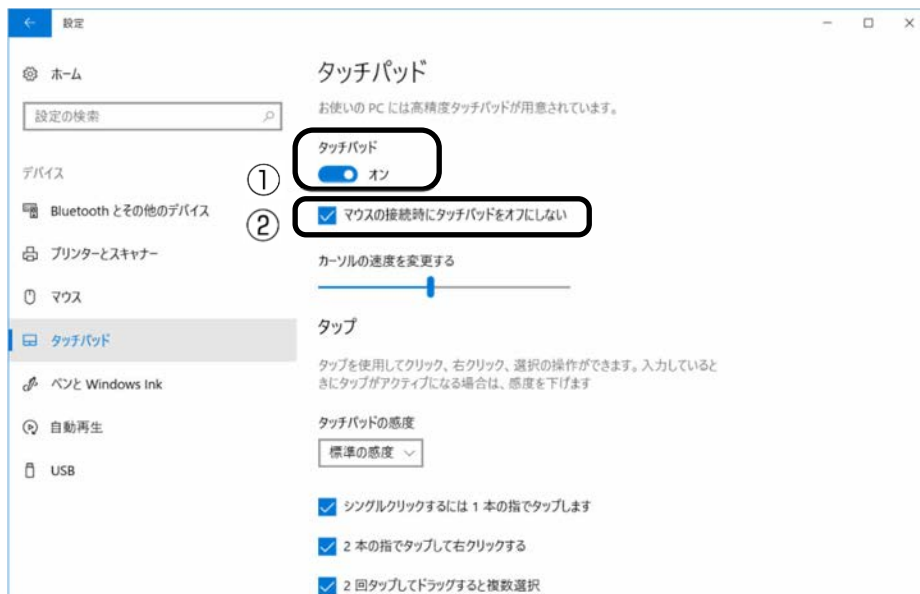 設定
ホーム
設定の検索
デバイス
Bluetooth とその他のデバイス
プリンターとスキャナー
マウス
タッチパッド
ペンと Windows Ink
自動再生
USB
タッチパッド
お使いの PC には高精度タッチパッドが用意されています。
タッチパッド
① オン
② マウスの接続時にタッチパッドをオフにしない
カーソルの速度を変更する
タップ
タップを使用してクリック、右クリック、選択の操作ができます。入力していると
きにタップがアクティブになる場合は、感度を下げます
タッチパッドの感度
標準の感度
シングルクリックするには 1 本の指でタップします
2 本の指でタップして右クリックする
2 回タップしてドラッグすると複数選択